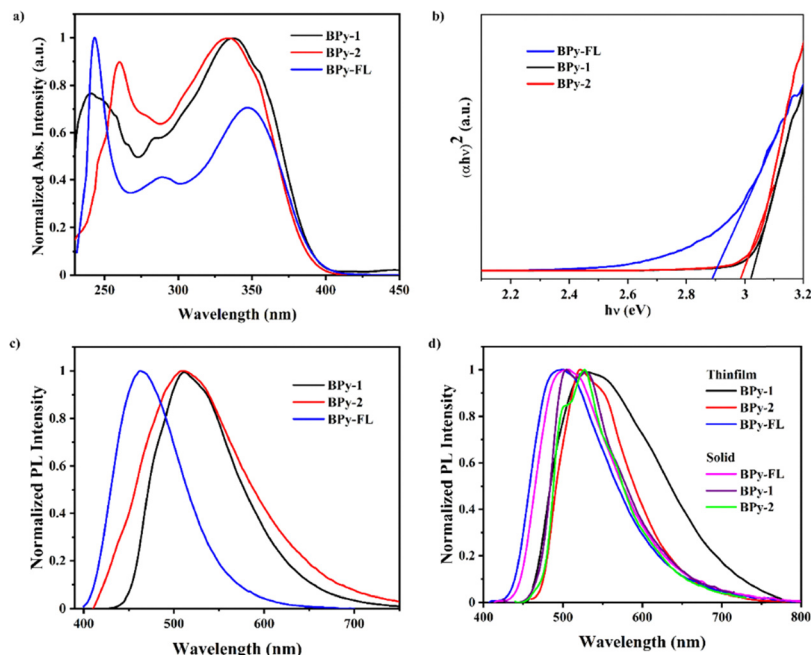 a)
BPy-1
BPy-2
BPy-FL
Normalized Abs. Intensity (a.u.)
1
0.8
0.6
0.4
0.2
0
250
300
350
400
450
Wavelength (nm)
b)
BPy-FL
BPy-1
BPy-2
(αhν)2 (a.u.)
2.2
2.4
2.6
2.8
3
3.2
hν (eV)
c)
BPy-1
BPy-2
BPy-FL
Normalized PL Intensity
1
0.8
0.6
0.4
0.2
0
400
500
600
700
Wavelength (nm)
d)
Thinfilm
BPy-1
BPy-2
BPy-FL
Solid
BPy-FL
BPy-1
BPy-2
Normalized PL Intensity
1
0.8
0.6
0.4
0.2
0
400
500
600
700
800
Wavelength (nm)